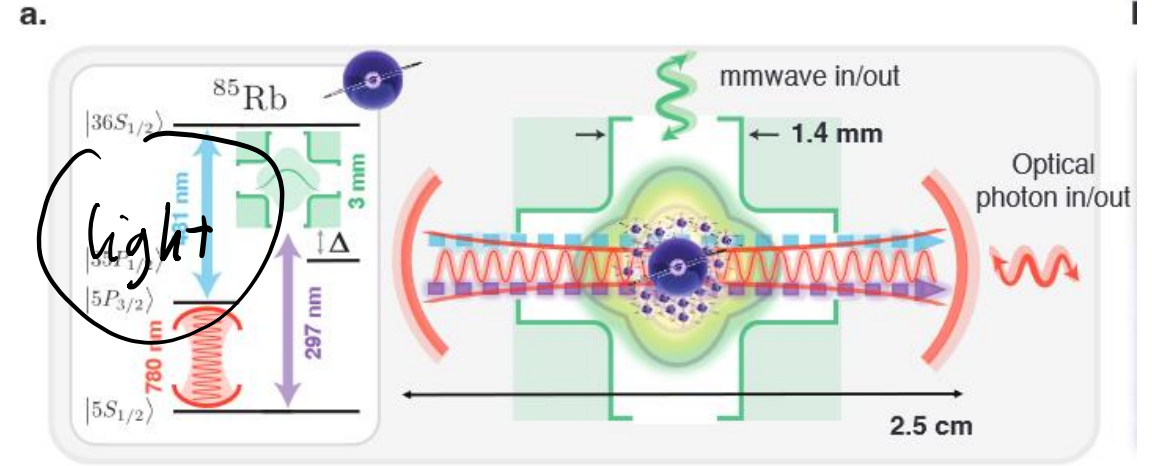 a.
⁸⁵Rb
|36S₁/₂⟩
light
nm
3 mm
Δ
|5P₃/₂⟩
780 nm
297 nm
|5S₁/₂⟩
mmwave in/out
1.4 mm
Optical
photon in/out
2.5 cm